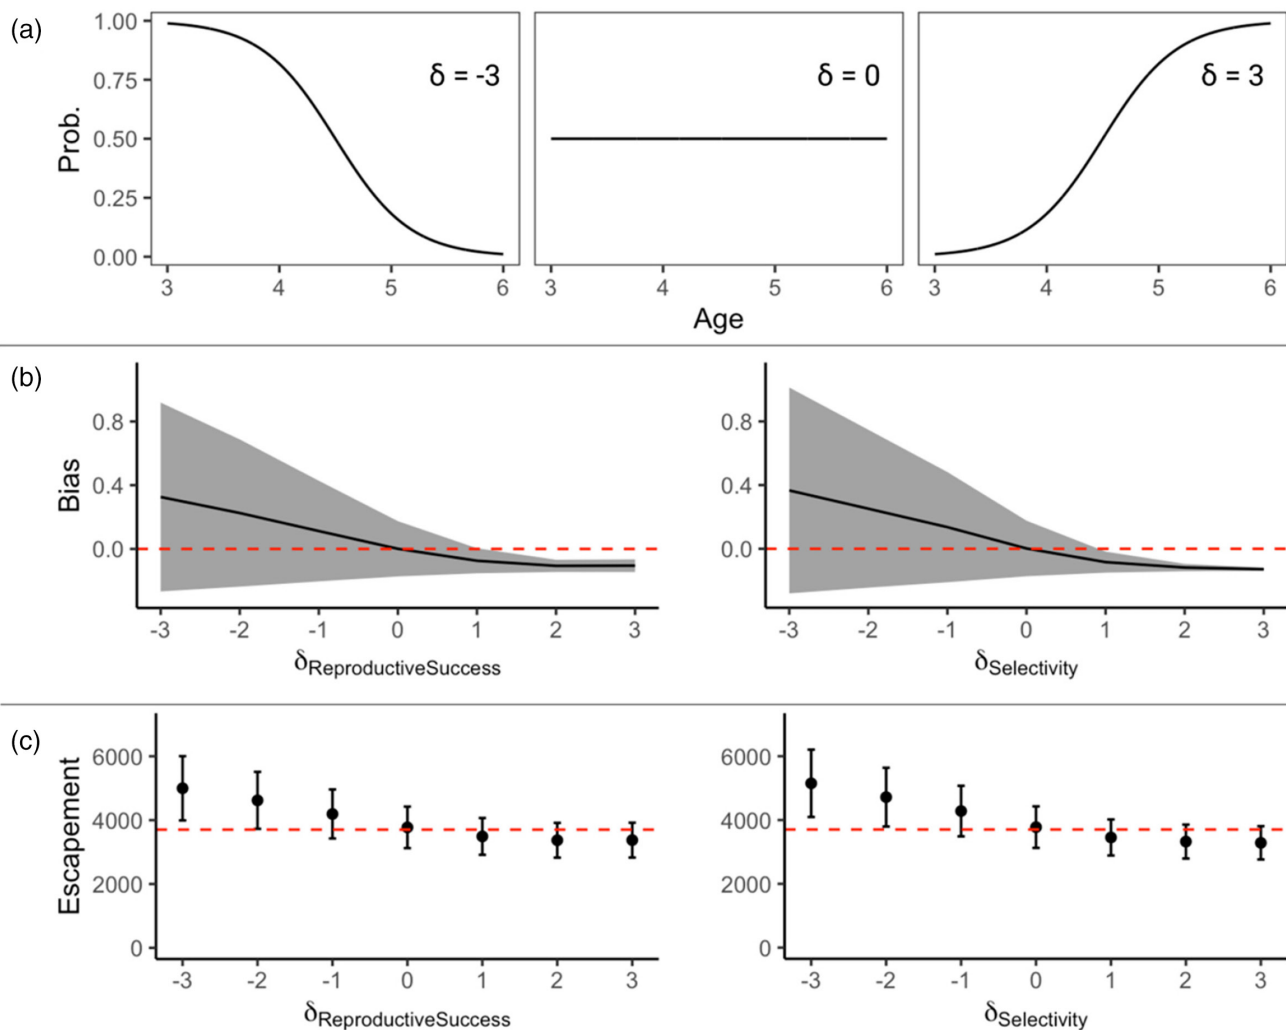 (a)
Prob.
1.00
0.75
0.50
0.25
0.00
δ = -3
δ = 0
δ = 3
3 4 5 6
3 4 5 6
3 4 5 6
Age
(b)
Bias
0.8
0.4
0.0
-3 -2 -1 0 1 2 3
δReproductiveSuccess
0.8
0.4
0.0
-3 -2 -1 0 1 2 3
δSelectivity
(c)
Escapement
6000
4000
2000
0
-3 -2 -1 0 1 2 3
δReproductiveSuccess
6000
4000
2000
0
-3 -2 -1 0 1 2 3
δSelectivity